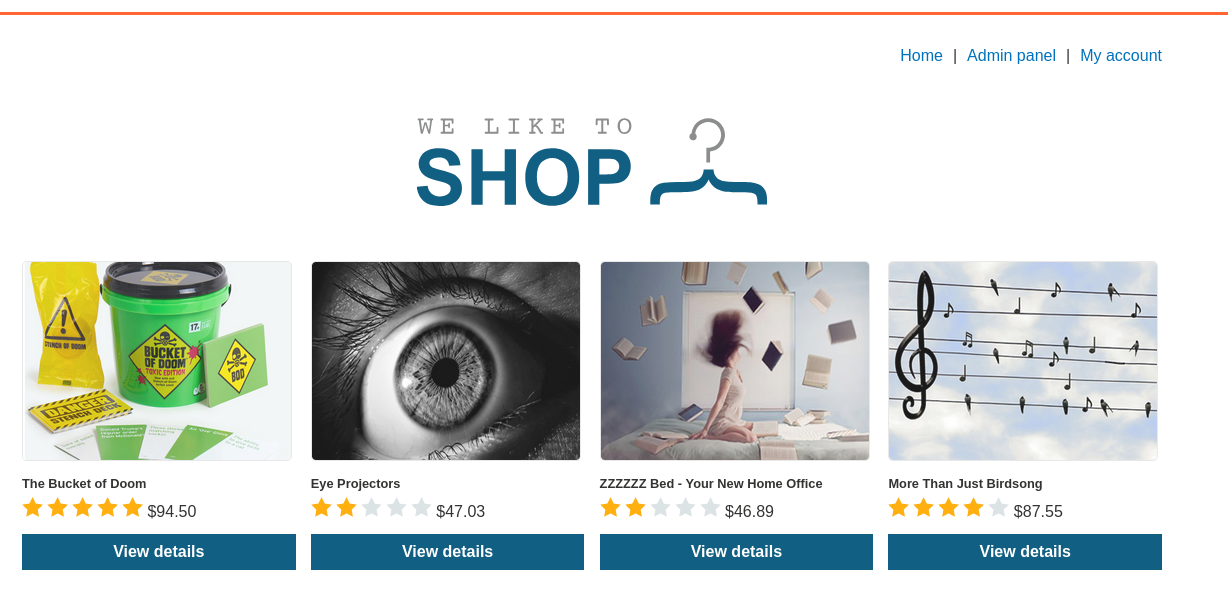 Home | Admin panel | My account
WE LIKE TO
SHOP
STENCH OF DOOM
BUCKET
OF DOOM
TOXIC EDITION
BOD
DANGER
STENCH DECK
The Bucket of Doom
$94.50
View details
Eye Projectors
$47.03
View details
ZZZZZZ Bed - Your New Home Office
$46.89
View details
More Than Just Birdsong
$87.55
View details